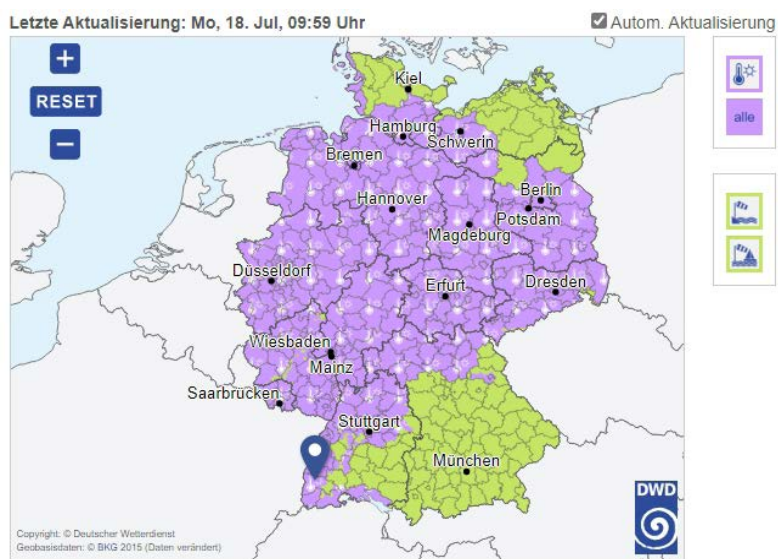 Letzte Aktualisierung: Mo, 18. Jul, 09:59 Uhr
Autom. Aktualisierung
+
RESET
−
alle
Kiel
Hamburg
Schwerin
Bremen
Berlin
Hannover
Potsdam
Magdeburg
Düsseldorf
Erfurt
Dresden
Wiesbaden
Mainz
Saarbrücken
Stuttgart
München
DWD
Copyright: © Deutscher Wetterdienst
Geobasisdaten: © BKG 2015 (Daten verändert)